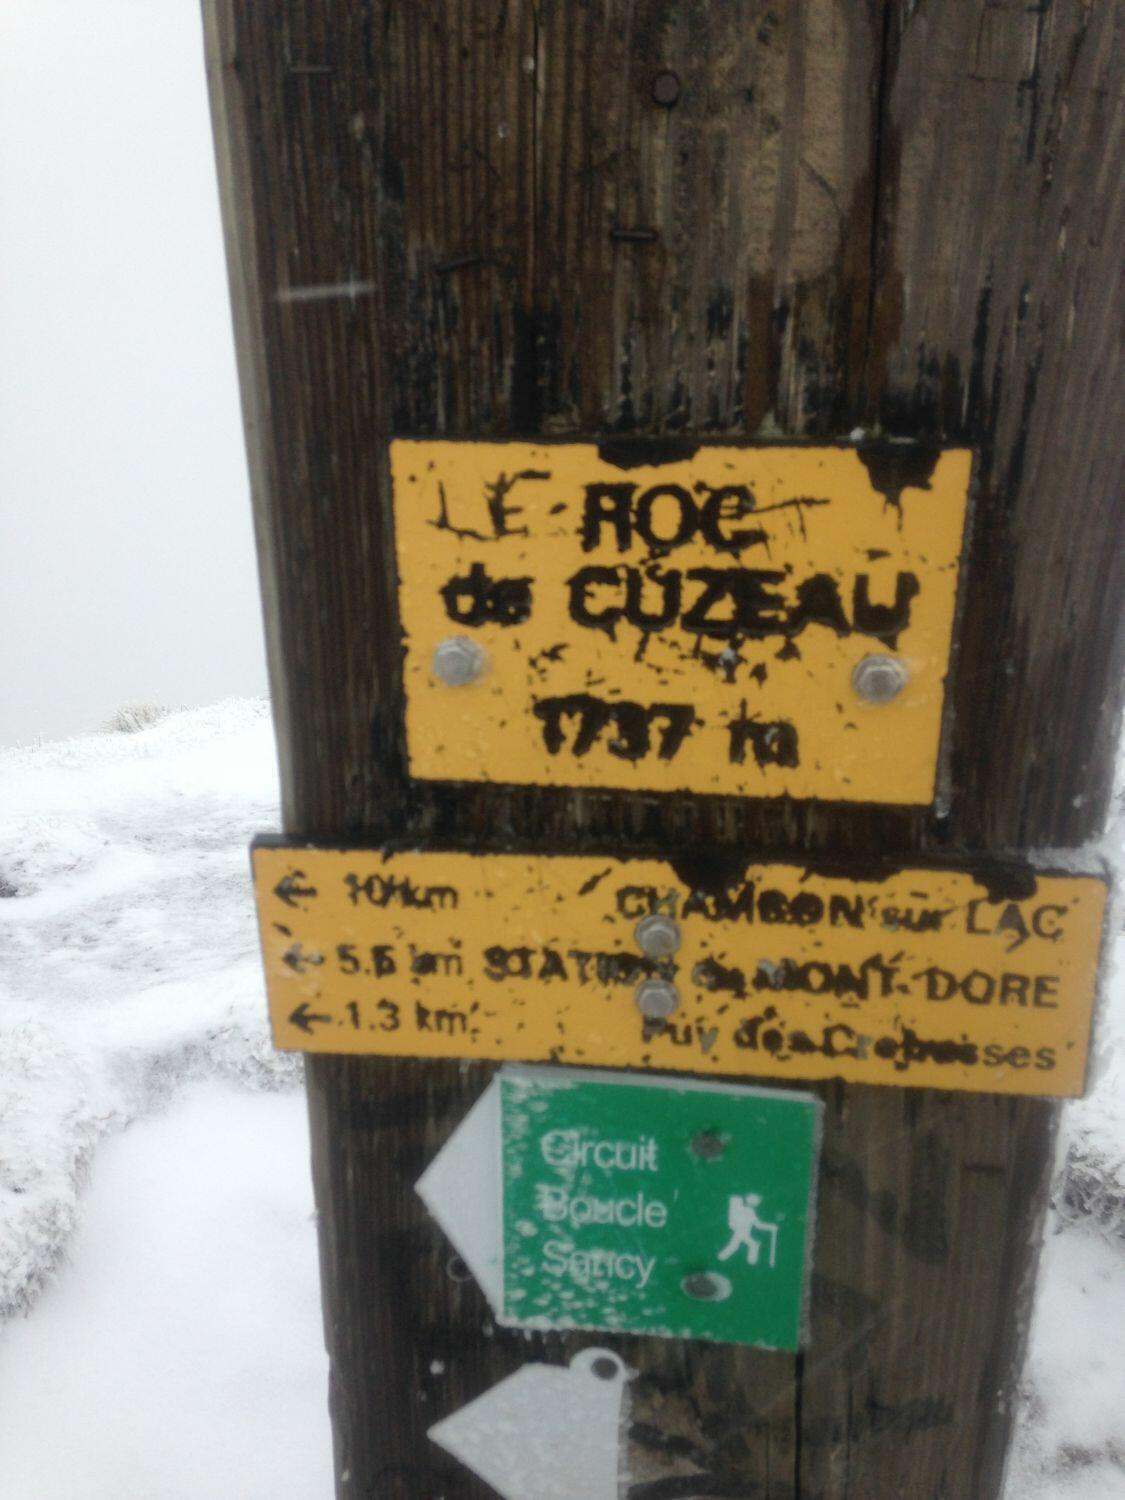 LE ROC
de CUZEAU
1737 m
← 10 km CHAMBON sur LAC
← 5.5 km STATION du MONT-DORE
← 1.3 km Puy des Crebasses
Circuit
Boucle
Sancy